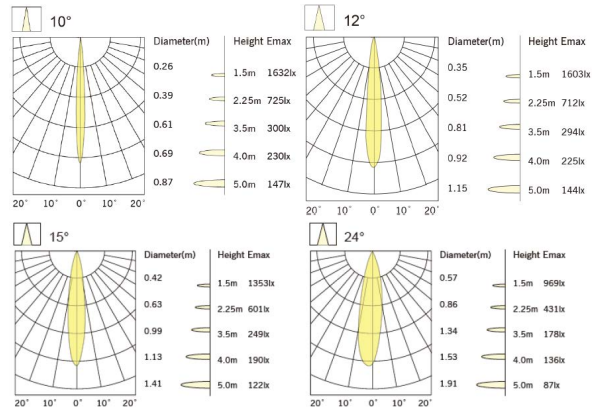 10°
Diameter(m) Height Emax
0.26 1.5m 1632lx
0.39 2.25m 725lx
0.61 3.5m 300lx
0.69 4.0m 230lx
0.87 5.0m 147lx
20° 10° 0° 10° 20°
12°
Diameter(m) Height Emax
0.35 1.5m 1603lx
0.52 2.25m 712lx
0.81 3.5m 294lx
0.92 4.0m 225lx
1.15 5.0m 144lx
20° 10° 0° 10° 20°
15°
Diameter(m) Height Emax
0.42 1.5m 1353lx
0.63 2.25m 601lx
0.99 3.5m 249lx
1.13 4.0m 190lx
1.41 5.0m 122lx
20° 10° 0° 10° 20°
24°
Diameter(m) Height Emax
0.57 1.5m 969lx
0.86 2.25m 431lx
1.34 3.5m 178lx
1.53 4.0m 136lx
1.91 5.0m 87lx
20° 10° 0° 10° 20°